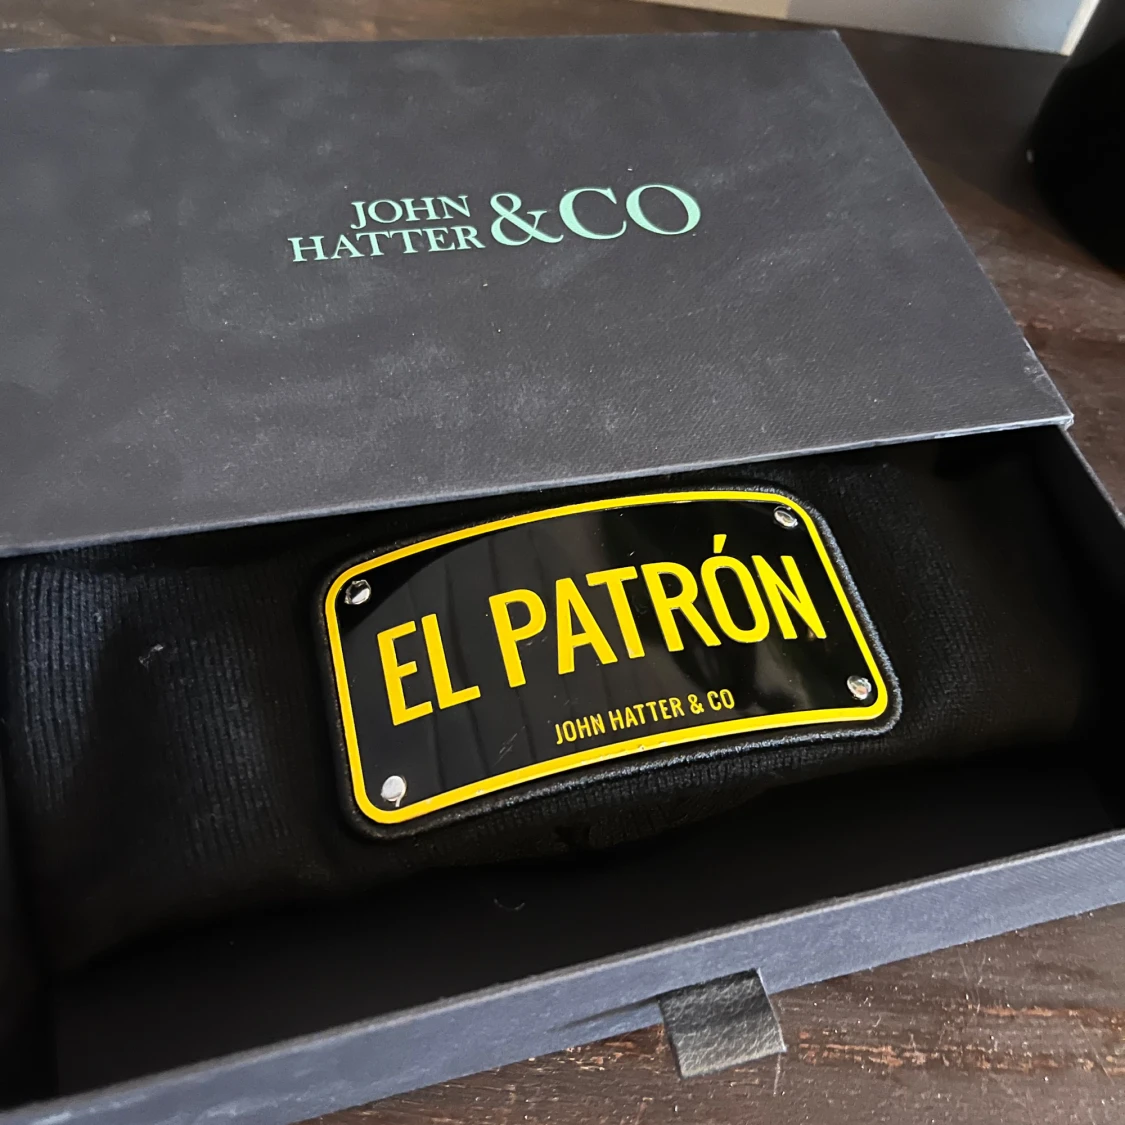 JOHN
HATTER &CO
EL PATRÓN
JOHN HATTER & CO